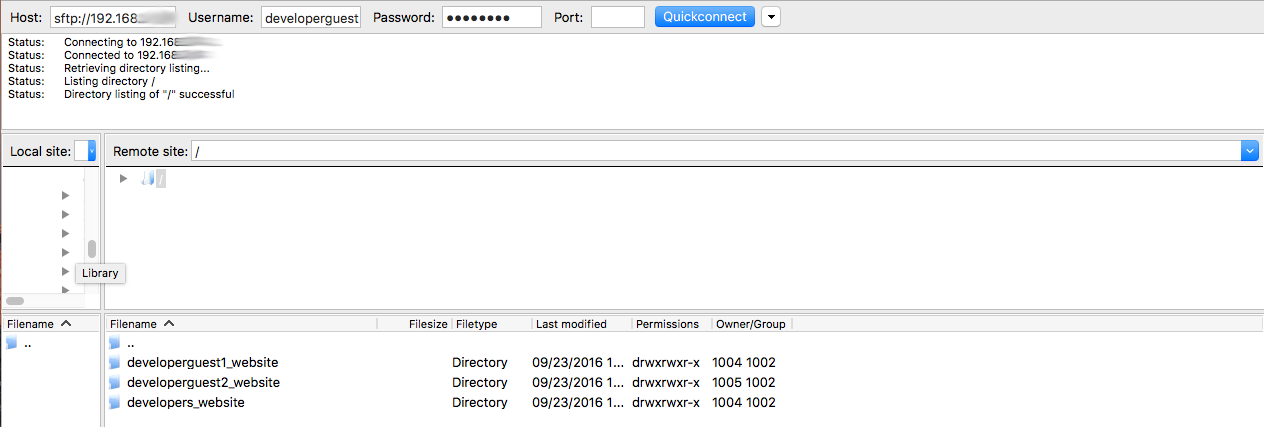 Host: sftp://192.168 Username: developerguest Password: ●●●●●●●● Port: Quickconnect
Status: Connecting to 192.168
Status: Connected to 192.168
Status: Retrieving directory listing...
Status: Listing directory /
Status: Directory listing of "/" successful
Local site: Remote site: /
/
Library
Filename Filename Filesize Filetype Last modified Permissions Owner/Group
.. ..
developerguest1_website Directory 09/23/2016 1... drwxrwxr-x 1004 1002
developerguest2_website Directory 09/23/2016 1... drwxrwxr-x 1005 1002
developers_website Directory 09/23/2016 1... drwxrwxr-x 1004 1002